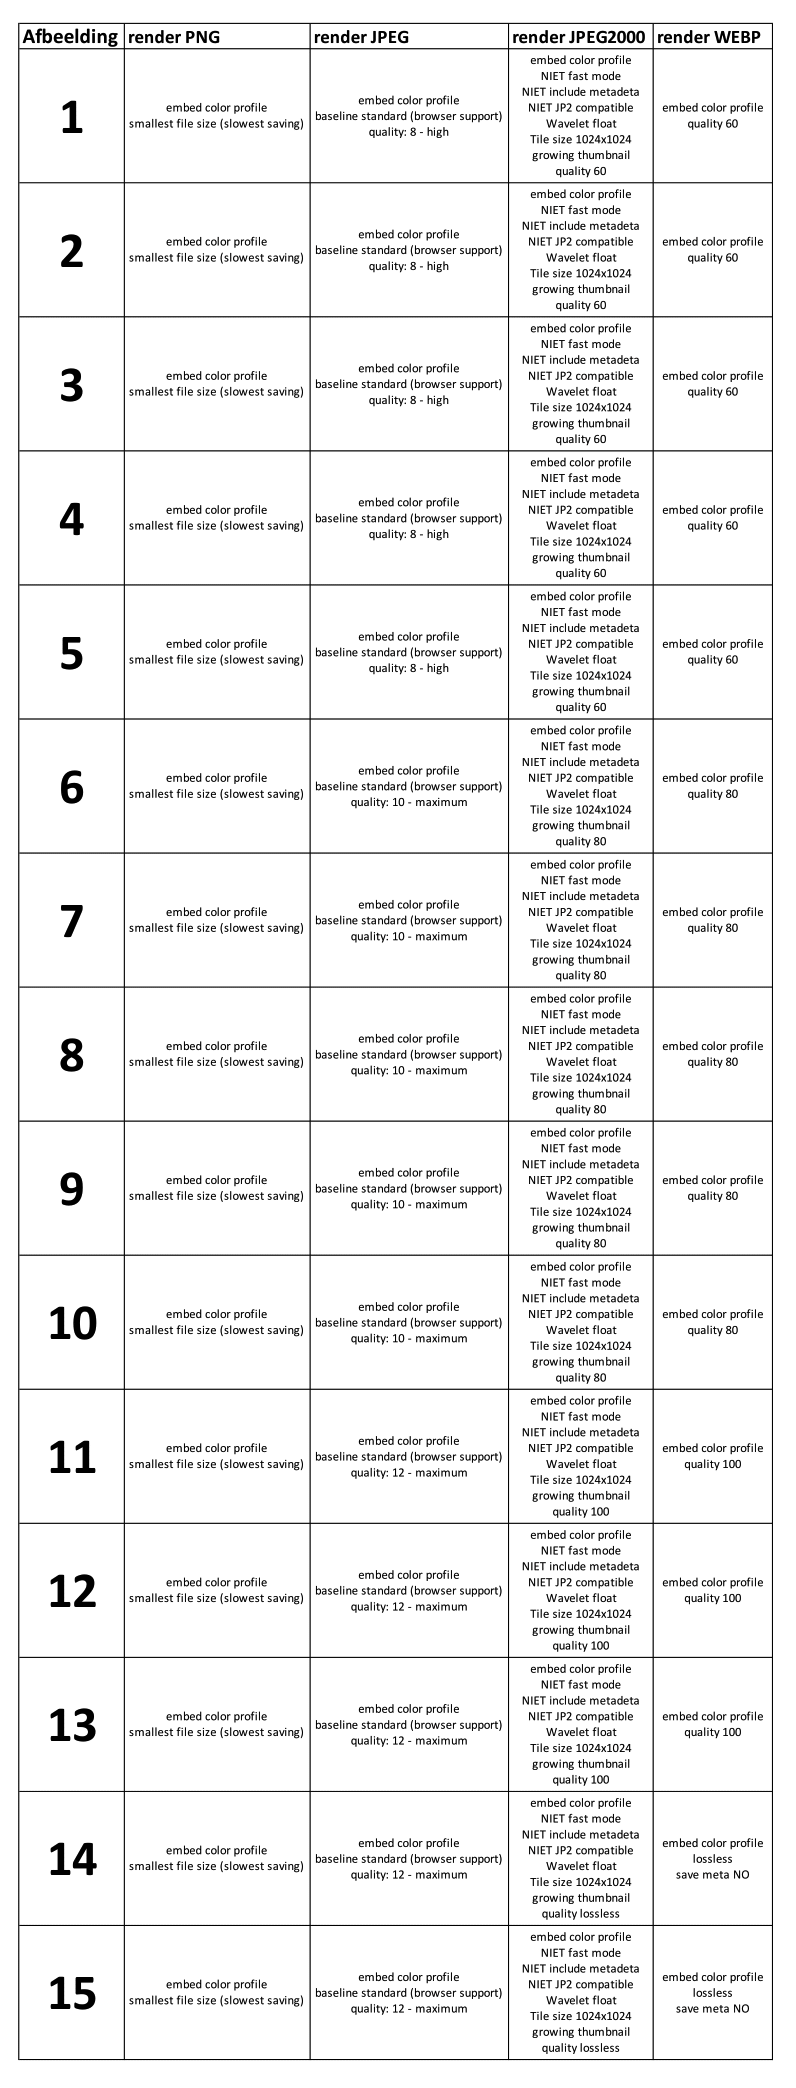 Afbeelding render PNG render JPEG render JPEG2000 render WEBP
1
embed color profile
smallest file size (slowest saving)
embed color profile
baseline standard (browser support)
quality: 8 - high
embed color profile
NIET fast mode
NIET include metadeta
NIET JP2 compatible
Wavelet float
Tile size 1024x1024
growing thumbnail
quality 60
embed color profile
quality 60
2
embed color profile
smallest file size (slowest saving)
embed color profile
baseline standard (browser support)
quality: 8 - high
embed color profile
NIET fast mode
NIET include metadeta
NIET JP2 compatible
Wavelet float
Tile size 1024x1024
growing thumbnail
quality 60
embed color profile
quality 60
3
embed color profile
smallest file size (slowest saving)
embed color profile
baseline standard (browser support)
quality: 8 - high
embed color profile
NIET fast mode
NIET include metadeta
NIET JP2 compatible
Wavelet float
Tile size 1024x1024
growing thumbnail
quality 60
embed color profile
quality 60
4
embed color profile
smallest file size (slowest saving)
embed color profile
baseline standard (browser support)
quality: 8 - high
embed color profile
NIET fast mode
NIET include metadeta
NIET JP2 compatible
Wavelet float
Tile size 1024x1024
growing thumbnail
quality 60
embed color profile
quality 60
5
embed color profile
smallest file size (slowest saving)
embed color profile
baseline standard (browser support)
quality: 8 - high
embed color profile
NIET fast mode
NIET include metadeta
NIET JP2 compatible
Wavelet float
Tile size 1024x1024
growing thumbnail
quality 60
embed color profile
quality 60
6
embed color profile
smallest file size (slowest saving)
embed color profile
baseline standard (browser support)
quality: 10 - maximum
embed color profile
NIET fast mode
NIET include metadeta
NIET JP2 compatible
Wavelet float
Tile size 1024x1024
growing thumbnail
quality 80
embed color profile
quality 80
7
embed color profile
smallest file size (slowest saving)
embed color profile
baseline standard (browser support)
quality: 10 - maximum
embed color profile
NIET fast mode
NIET include metadeta
NIET JP2 compatible
Wavelet float
Tile size 1024x1024
growing thumbnail
quality 80
embed color profile
quality 80
8
embed color profile
smallest file size (slowest saving)
embed color profile
baseline standard (browser support)
quality: 10 - maximum
embed color profile
NIET fast mode
NIET include metadeta
NIET JP2 compatible
Wavelet float
Tile size 1024x1024
growing thumbnail
quality 80
embed color profile
quality 80
9
embed color profile
smallest file size (slowest saving)
embed color profile
baseline standard (browser support)
quality: 10 - maximum
embed color profile
NIET fast mode
NIET include metadeta
NIET JP2 compatible
Wavelet float
Tile size 1024x1024
growing thumbnail
quality 80
embed color profile
quality 80
10
embed color profile
smallest file size (slowest saving)
embed color profile
baseline standard (browser support)
quality: 10 - maximum
embed color profile
NIET fast mode
NIET include metadeta
NIET JP2 compatible
Wavelet float
Tile size 1024x1024
growing thumbnail
quality 80
embed color profile
quality 80
11
embed color profile
smallest file size (slowest saving)
embed color profile
baseline standard (browser support)
quality: 12 - maximum
embed color profile
NIET fast mode
NIET include metadeta
NIET JP2 compatible
Wavelet float
Tile size 1024x1024
growing thumbnail
quality 100
embed color profile
quality 100
12
embed color profile
smallest file size (slowest saving)
embed color profile
baseline standard (browser support)
quality: 12 - maximum
embed color profile
NIET fast mode
NIET include metadeta
NIET JP2 compatible
Wavelet float
Tile size 1024x1024
growing thumbnail
quality 100
embed color profile
quality 100
13
embed color profile
smallest file size (slowest saving)
embed color profile
baseline standard (browser support)
quality: 12 - maximum
embed color profile
NIET fast mode
NIET include metadeta
NIET JP2 compatible
Wavelet float
Tile size 1024x1024
growing thumbnail
quality 100
embed color profile
quality 100
14
embed color profile
smallest file size (slowest saving)
embed color profile
baseline standard (browser support)
quality: 12 - maximum
embed color profile
NIET fast mode
NIET include metadeta
NIET JP2 compatible
Wavelet float
Tile size 1024x1024
growing thumbnail
quality lossless
embed color profile
lossless
save meta NO
15
embed color profile
smallest file size (slowest saving)
embed color profile
baseline standard (browser support)
quality: 12 - maximum
embed color profile
NIET fast mode
NIET include metadeta
NIET JP2 compatible
Wavelet float
Tile size 1024x1024
growing thumbnail
quality lossless
embed color profile
lossless
save meta NO